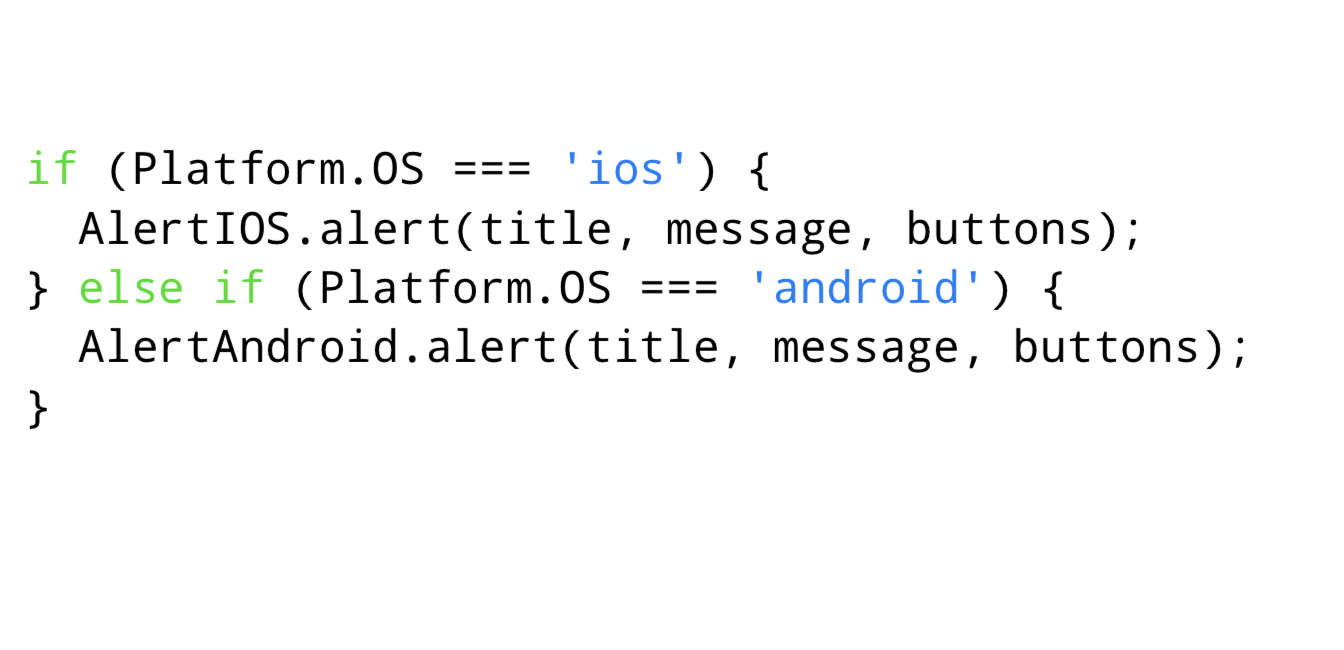 if (Platform.OS === 'ios') {
  AlertIOS.alert(title, message, buttons);
} else if (Platform.OS === 'android') {
  AlertAndroid.alert(title, message, buttons);
}